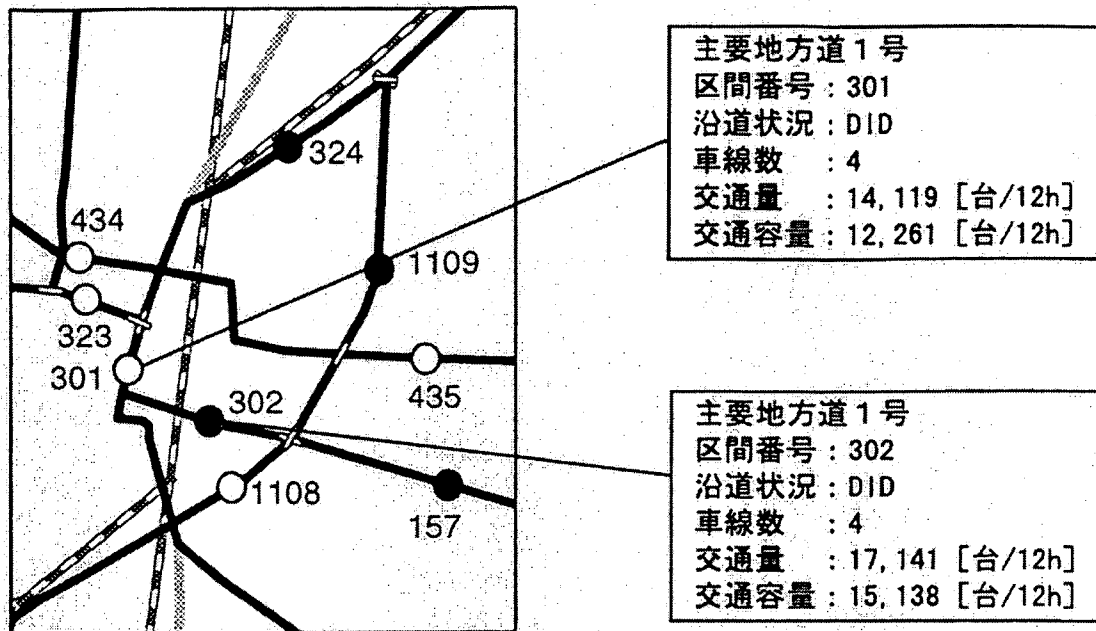 324
434
1109
323
301
435
302
1108
157
主要地方道1号
区間番号：301
沿道状況：DID
車線数　：4
交通量　：14,119［台/12h］
交通容量：12,261［台/12h］
主要地方道1号
区間番号：302
沿道状況：DID
車線数　：4
交通量　：17,141［台/12h］
交通容量：15,138［台/12h］